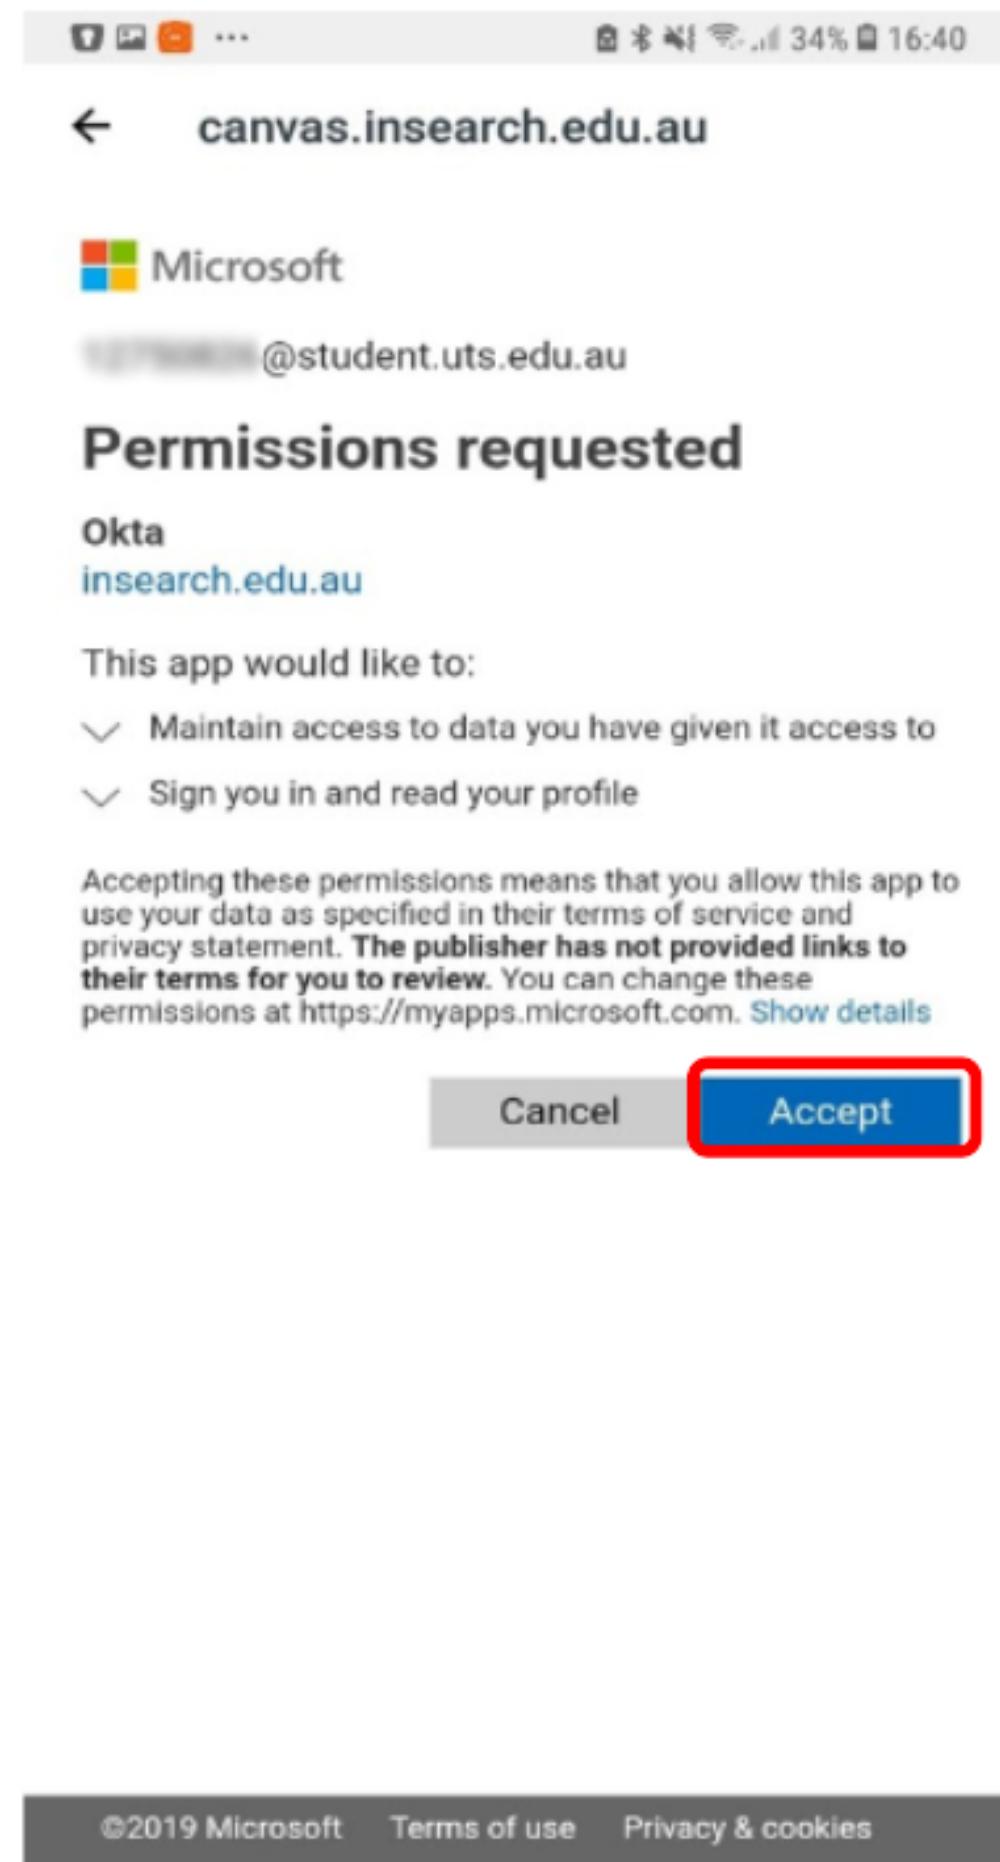 34% 16:40
canvas.insearch.edu.au
Microsoft
@student.uts.edu.au
Permissions requested
Okta
insearch.edu.au
This app would like to:
Maintain access to data you have given it access to
Sign you in and read your profile
Accepting these permissions means that you allow this app to
use your data as specified in their terms of service and
privacy statement. The publisher has not provided links to
their terms for you to review. You can change these
permissions at https://myapps.microsoft.com. Show details
Cancel Accept
©2019 Microsoft Terms of use Privacy & cookies